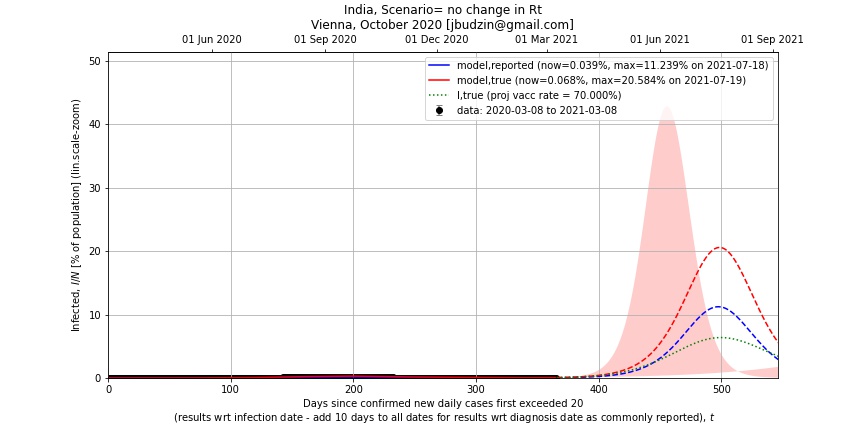 India, Scenario= no change in Rt
Vienna, October 2020 [jbudzin@gmail.com]
01 Jun 2020 01 Sep 2020 01 Dec 2020 01 Mar 2021 01 Jun 2021 01 Sep 2021
model,reported (now=0.039%, max=11.239% on 2021-07-18)
model,true (now=0.068%, max=20.584% on 2021-07-19)
I,true (proj vacc rate = 70.000%)
data: 2020-03-08 to 2021-03-08
Infected, I/N [% of population] (lin.scale-zoom)
50
40
30
20
10
0
0 100 200 300 400 500
Days since confirmed new daily cases first exceeded 20
(results wrt infection date - add 10 days to all dates for results wrt diagnosis date as commonly reported), t